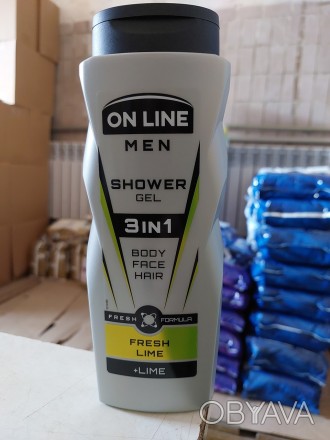 ON LINE
MEN
SHOWER
GEL
3 IN 1
BODY
FACE
HAIR
FRESH FORMULA
FRESH
LIME
+LIME
OBYAVA